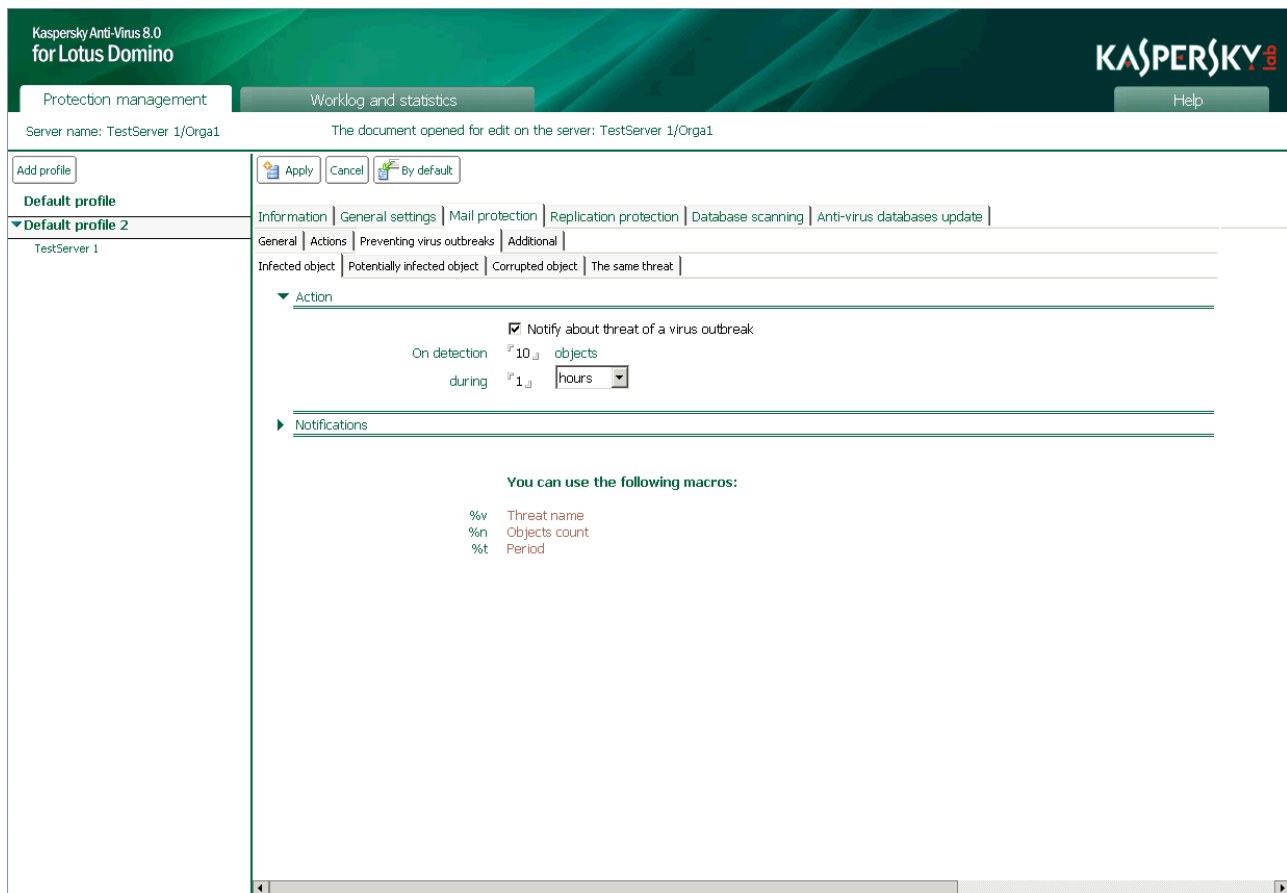 Kaspersky Anti-Virus 8.0
for Lotus Domino
KASPERSKY lab
Protection management
Worklog and statistics
Help
Server name: TestServer 1/Orga1
The document opened for edit on the server: TestServer 1/Orga1
Add profile
Apply
Cancel
By default
Default profile
Default profile 2
TestServer 1
Information
General settings
Mail protection
Replication protection
Database scanning
Anti-virus databases update
General
Actions
Preventing virus outbreaks
Additional
Infected object
Potentially infected object
Corrupted object
The same threat
Action
Notify about threat of a virus outbreak
On detection 10 objects
during 1 hours
Notifications
You can use the following macros:
%v Threat name
%n Objects count
%t Period